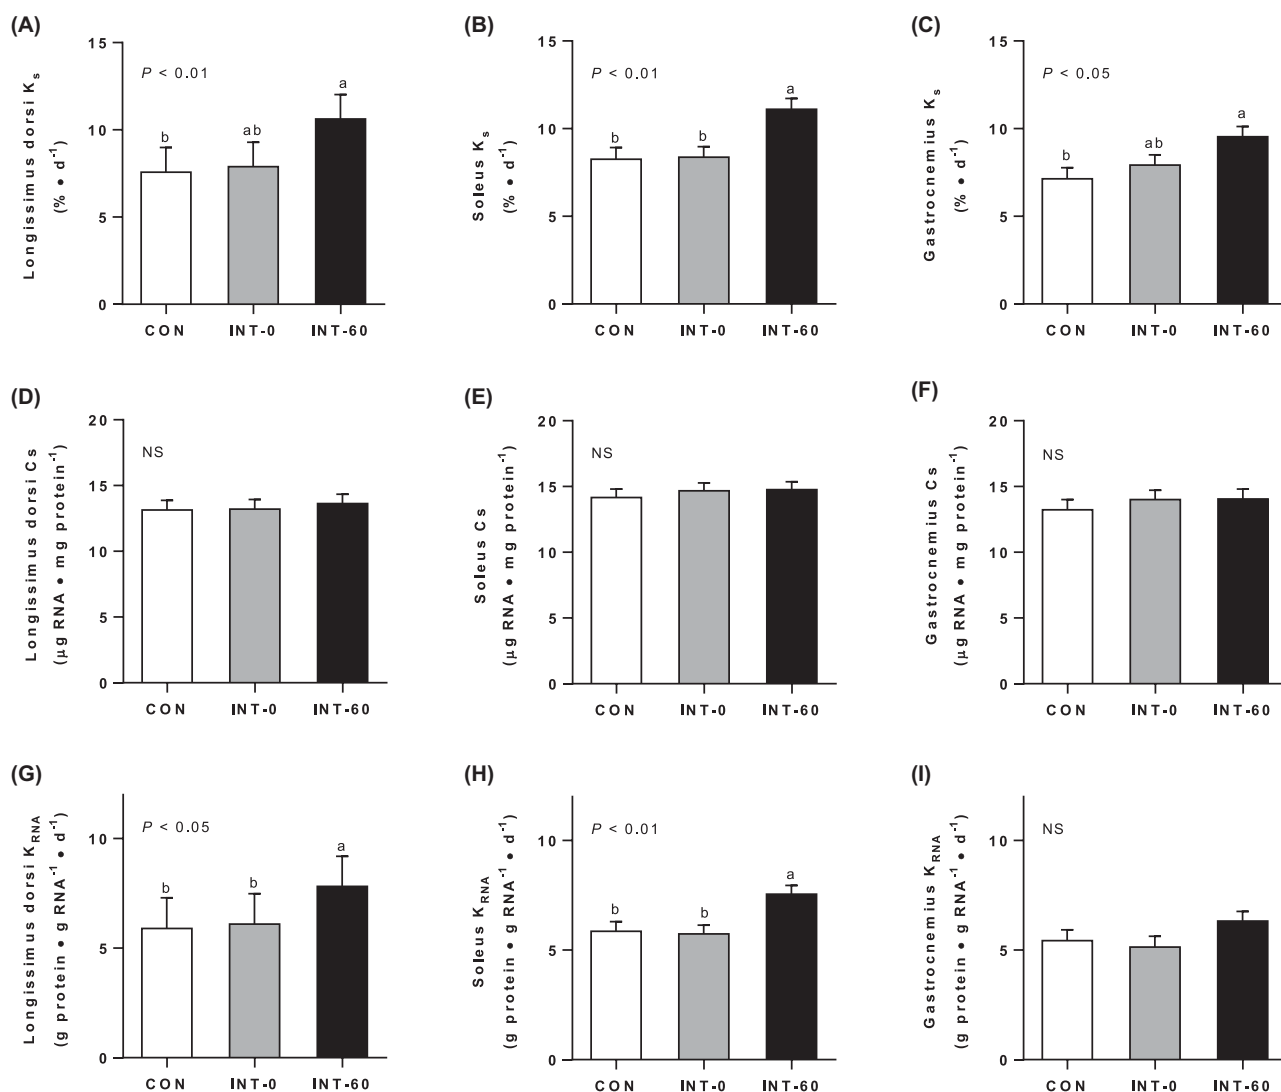 (A)
Longissimus dorsi Kₛ
(% • d⁻¹)
15
10
5
0
P < 0.01
b
ab
a
CON INT-0 INT-60
(B)
Soleus Kₛ
(% • d⁻¹)
15
10
5
0
P < 0.01
b
b
a
CON INT-0 INT-60
(C)
Gastrocnemius Kₛ
(% • d⁻¹)
15
10
5
0
P < 0.05
b
ab
a
CON INT-0 INT-60
(D)
Longissimus dorsi Cs
(μg RNA • mg protein⁻¹)
20
15
10
5
0
NS
CON INT-0 INT-60
(E)
Soleus Cs
(μg RNA • mg protein⁻¹)
20
15
10
5
0
NS
CON INT-0 INT-60
(F)
Gastrocnemius Cs
(μg RNA • mg protein⁻¹)
20
15
10
5
0
NS
CON INT-0 INT-60
(G)
Longissimus dorsi K_RNA
(g protein • g RNA⁻¹ • d⁻¹)
10
5
0
P < 0.05
b
b
a
CON INT-0 INT-60
(H)
Soleus K_RNA
(g protein • g RNA⁻¹ • d⁻¹)
10
5
0
P < 0.01
b
b
a
CON INT-0 INT-60
(I)
Gastrocnemius K_RNA
(g protein • g RNA⁻¹ • d⁻¹)
10
5
0
NS
CON INT-0 INT-60